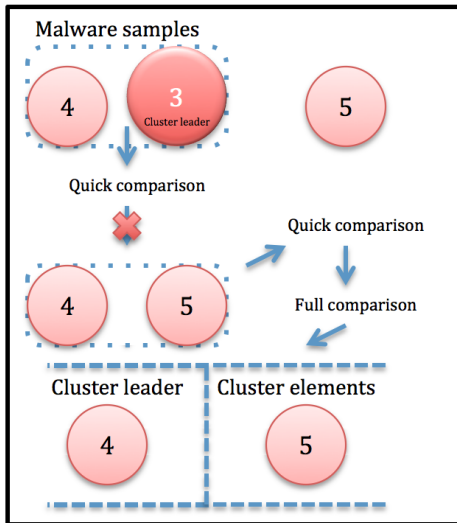 Malware samples
4
3
Cluster leader
5
Quick comparison
Quick comparison
4
5
Full comparison
Cluster leader
Cluster elements
4
5